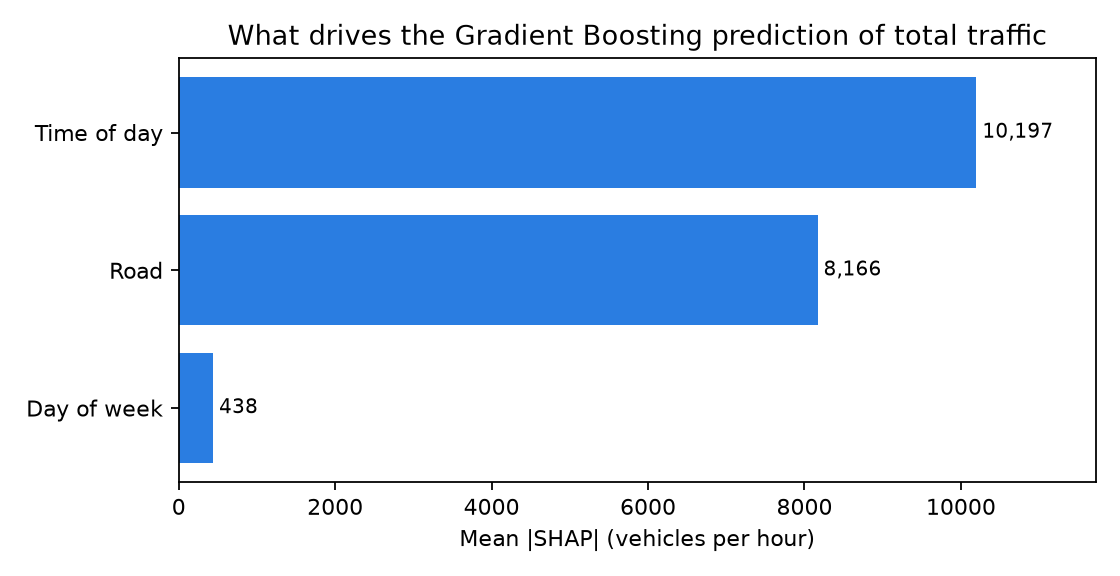 What drives the Gradient Boosting prediction of total traffic
Time of day
10,197
Road
8,166
Day of week
438
0 2000 4000 6000 8000 10000
Mean |SHAP| (vehicles per hour)